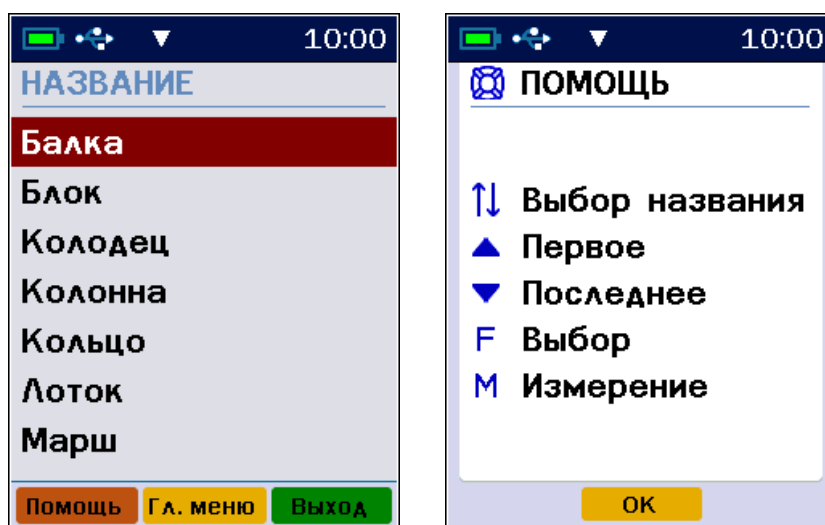 10:00
НАЗВАНИЕ
Балка
Блок
Колодец
Колонна
Кольцо
Лоток
Марш
Помощь Гл. меню Выход
10:00
ПОМОЩЬ
Выбор названия
Первое
Последнее
F Выбор
M Измерение
ОК